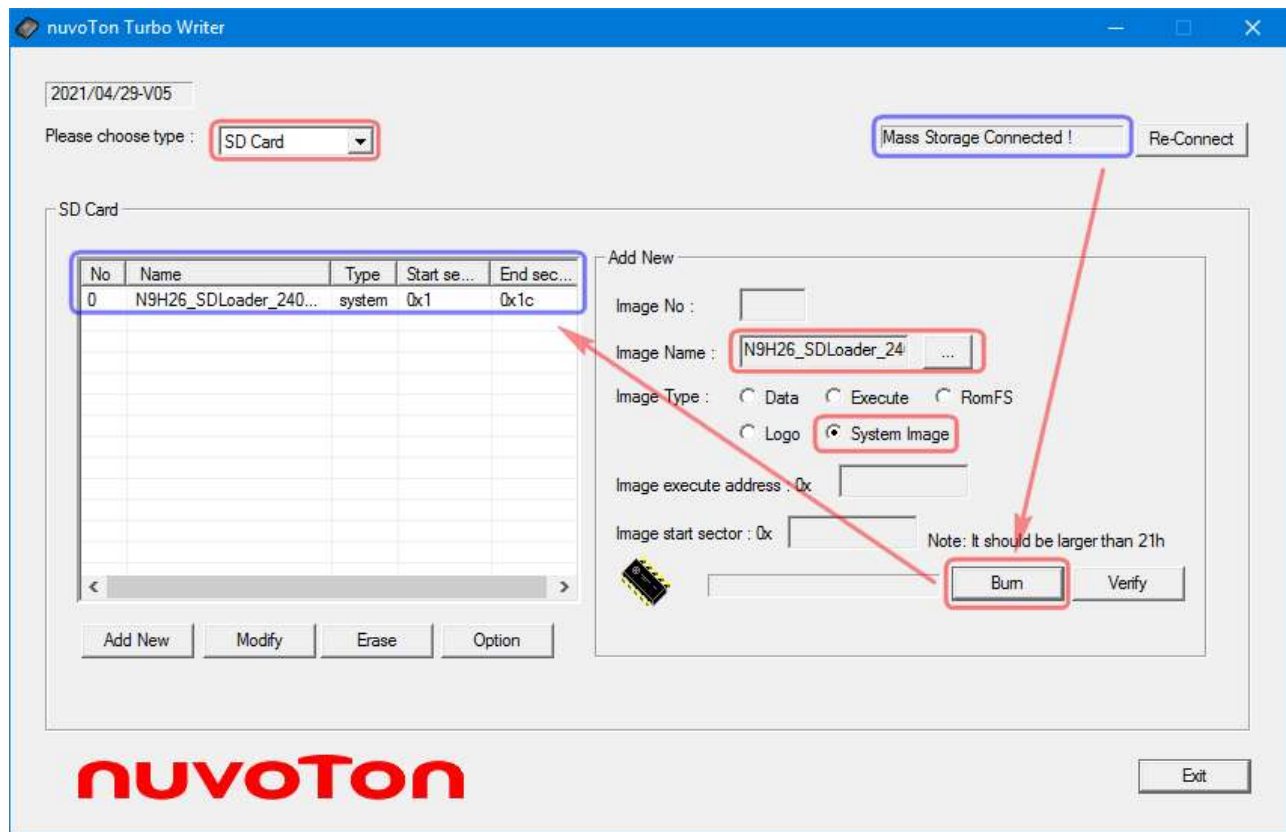 nuvoTon Turbo Writer
2021/04/29-V05
Please choose type :
SD Card
Mass Storage Connected !
Re-Connect
SD Card
No Name Type Start se... End sec...
0 N9H26_SDLoader_240... system 0x1 0x1c
Add New
Image No :
Image Name : N9H26_SDLoader_24 ...
Image Type : Data Execute RomFS
Logo System Image
Image execute address : 0x
Image start sector : 0x
Note: It should be larger than 21h
Burn Verify
Add New Modify Erase Option
nuvoTon
Exit